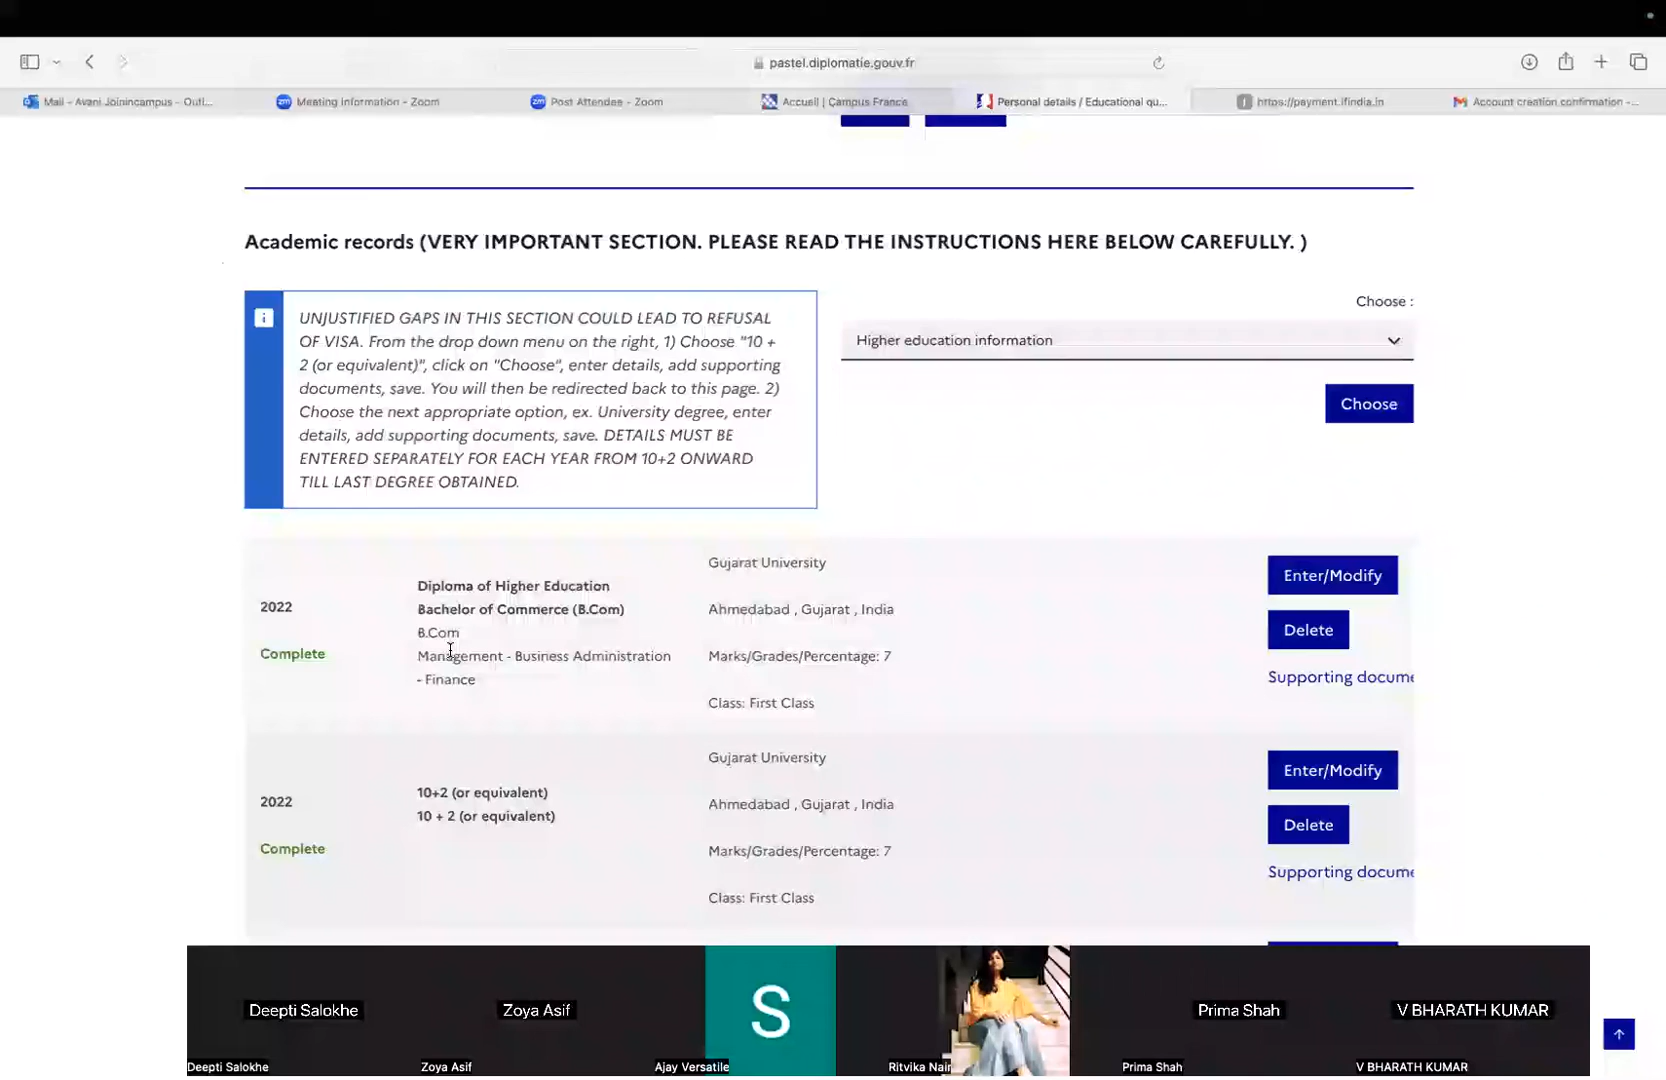 pastel.diplomatie.gouv.fr
Mail - Avani Joinincampus - Outl...
Meeting Information - Zoom
Post Attendee - Zoom
Accueil | Campus France
Personal details / Educational qu...
https://payment.ifindia.in
Account creation confirmation -...
Academic records (VERY IMPORTANT SECTION. PLEASE READ THE INSTRUCTIONS HERE BELOW CAREFULLY. )
UNJUSTIFIED GAPS IN THIS SECTION COULD LEAD TO REFUSAL
OF VISA. From the drop down menu on the right, 1) Choose "10 +
2 (or equivalent)", click on "Choose", enter details, add supporting
documents, save. You will then be redirected back to this page. 2)
Choose the next appropriate option, ex. University degree, enter
details, add supporting documents, save. DETAILS MUST BE
ENTERED SEPARATELY FOR EACH YEAR FROM 10+2 ONWARD
TILL LAST DEGREE OBTAINED.
Choose :
Higher education information
Choose
2022
Complete
Diploma of Higher Education
Bachelor of Commerce (B.Com)
B.Com
Management - Business Administration
- Finance
Gujarat University
Ahmedabad , Gujarat , India
Marks/Grades/Percentage: 7
Class: First Class
Enter/Modify
Delete
Supporting docume
2022
Complete
10+2 (or equivalent)
10 + 2 (or equivalent)
Gujarat University
Ahmedabad , Gujarat , India
Marks/Grades/Percentage: 7
Class: First Class
Enter/Modify
Delete
Supporting docume
Deepti Salokhe
Zoya Asif
S
Prima Shah
V BHARATH KUMAR
Deepti Salokhe
Zoya Asif
Ajay Versatile
Ritvika Nair
Prima Shah
V BHARATH KUMAR